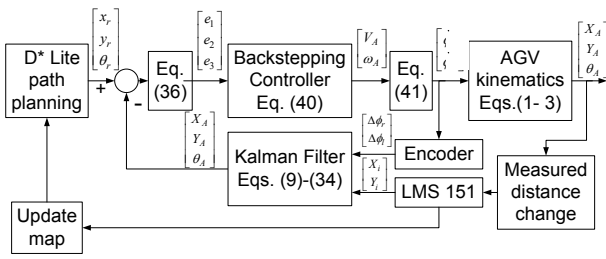 x_r
y_r
θ_r
e_1
e_2
e_3
V_A
ω_A
X_A
Y_A
θ_A
D* Lite
path
planning
+
-
Eq.
(36)
Backstepping
Controller
Eq. (40)
Eq.
(41)
AGV
kinematics
Eqs.(1- 3)
X_A
Y_A
θ_A
Δϕ_r
Δϕ_l
Kalman Filter
Eqs. (9)-(34)
Encoder
X_i
Y_i
LMS 151
Measured
distance
change
Update
map